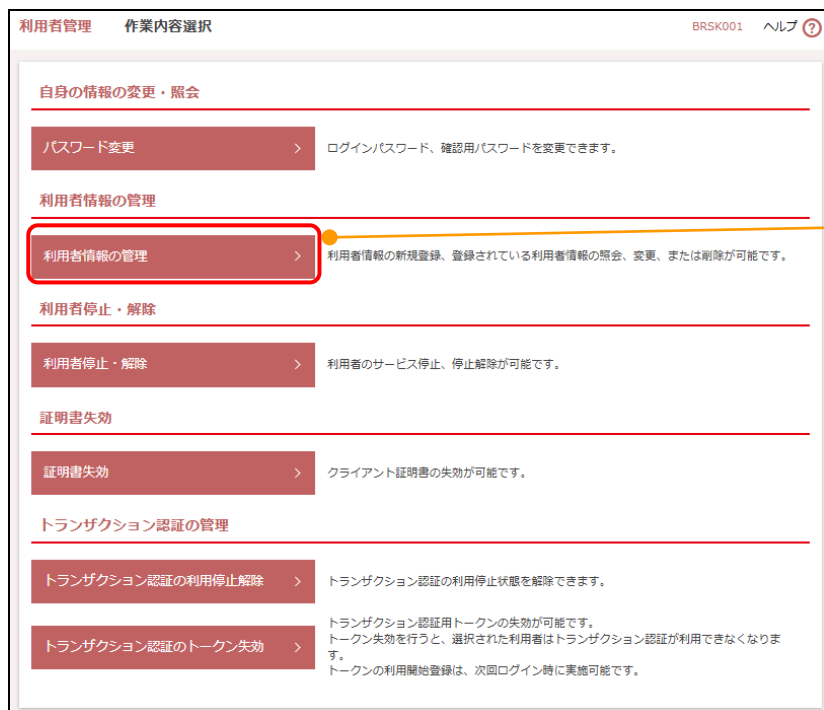 利用者管理 作業内容選択 BRSK001 ヘルプ ?
自身の情報の変更・照会
パスワード変更 > ログインパスワード、確認用パスワードを変更できます。
利用者情報の管理
利用者情報の管理 > 利用者情報の新規登録、登録されている利用者情報の照会、変更、または削除が可能です。
利用者停止・解除
利用者停止・解除 > 利用者のサービス停止、停止解除が可能です。
証明書失効
証明書失効 > クライアント証明書の失効が可能です。
トランザクション認証の管理
トランザクション認証の利用停止解除 > トランザクション認証の利用停止状態を解除できます。
トランザクション認証のトークン失効 >
トランザクション認証用トークンの失効が可能です。
トークン失効を行うと、選択された利用者はトランザクション認証が利用できなくなりま
す。
トークンの利用開始登録は、次回ログイン時に実施可能です。